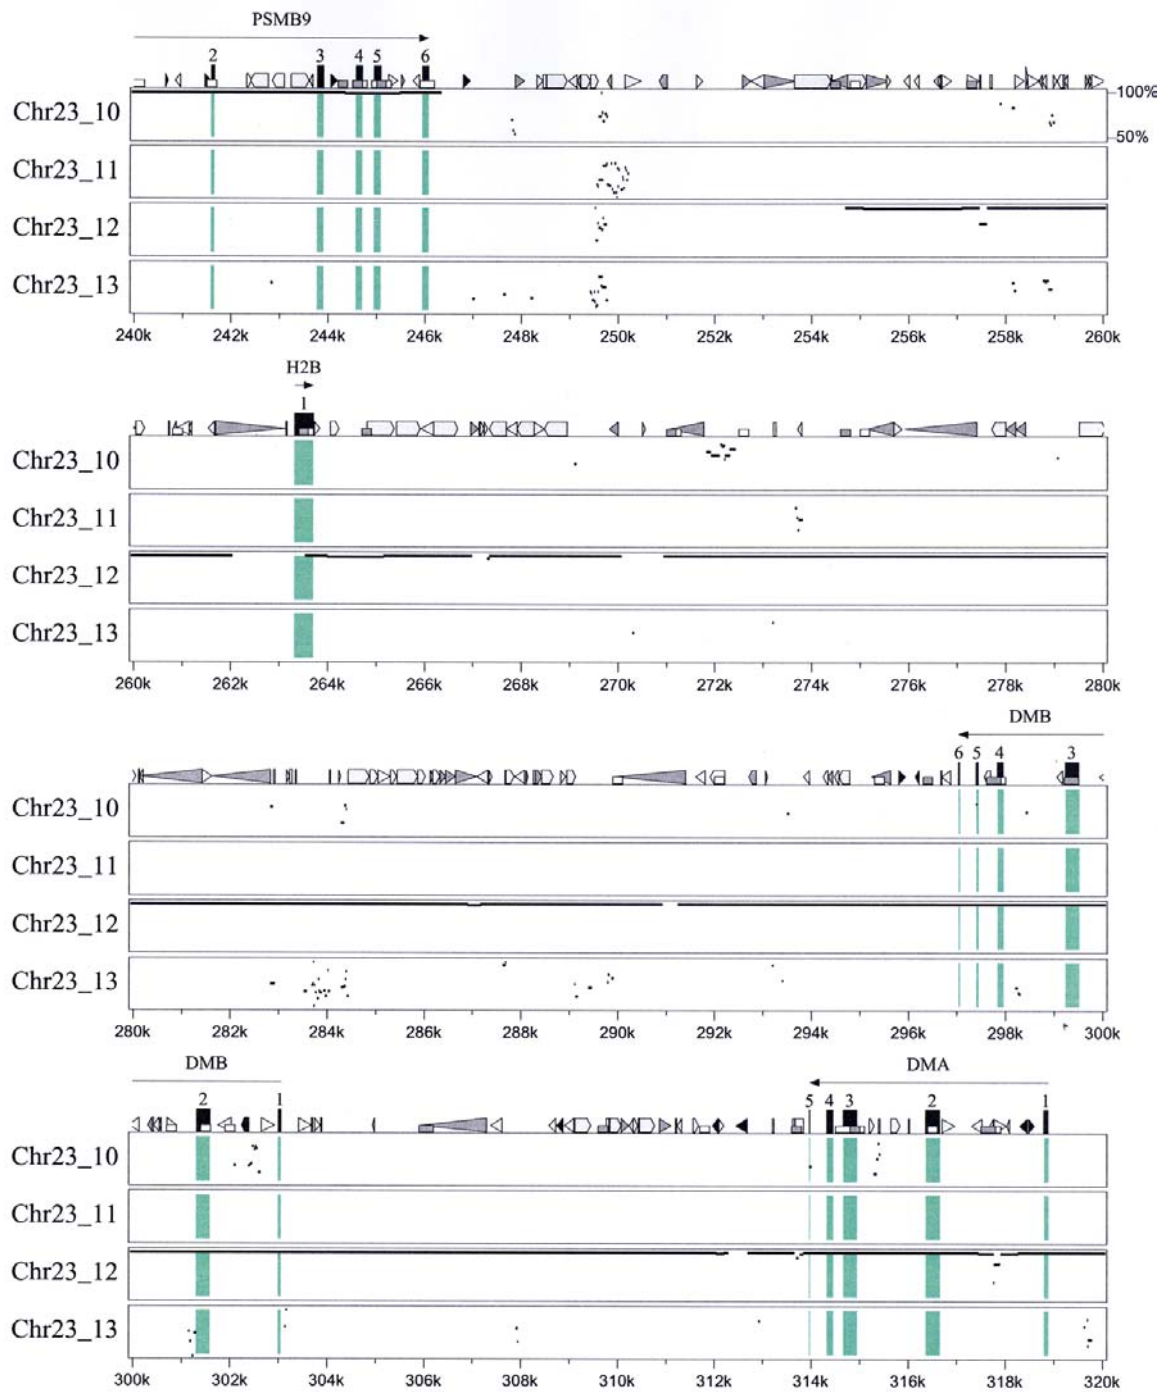 PSMB9
2 3 4 5 6
Chr23_10 100% 50%
Chr23_11
Chr23_12
Chr23_13
240k 242k 244k 246k 248k 250k 252k 254k 256k 258k 260k
H2B
1
Chr23_10
Chr23_11
Chr23_12
Chr23_13
260k 262k 264k 266k 268k 270k 272k 274k 276k 278k 280k
DMB
6 5 4 3
Chr23_10
Chr23_11
Chr23_12
Chr23_13
280k 282k 284k 286k 288k 290k 292k 294k 296k 298k 300k
DMB DMA
2 1 5 4 3 2 1
Chr23_10
Chr23_11
Chr23_12
Chr23_13
300k 302k 304k 306k 308k 310k 312k 314k 316k 318k 320k